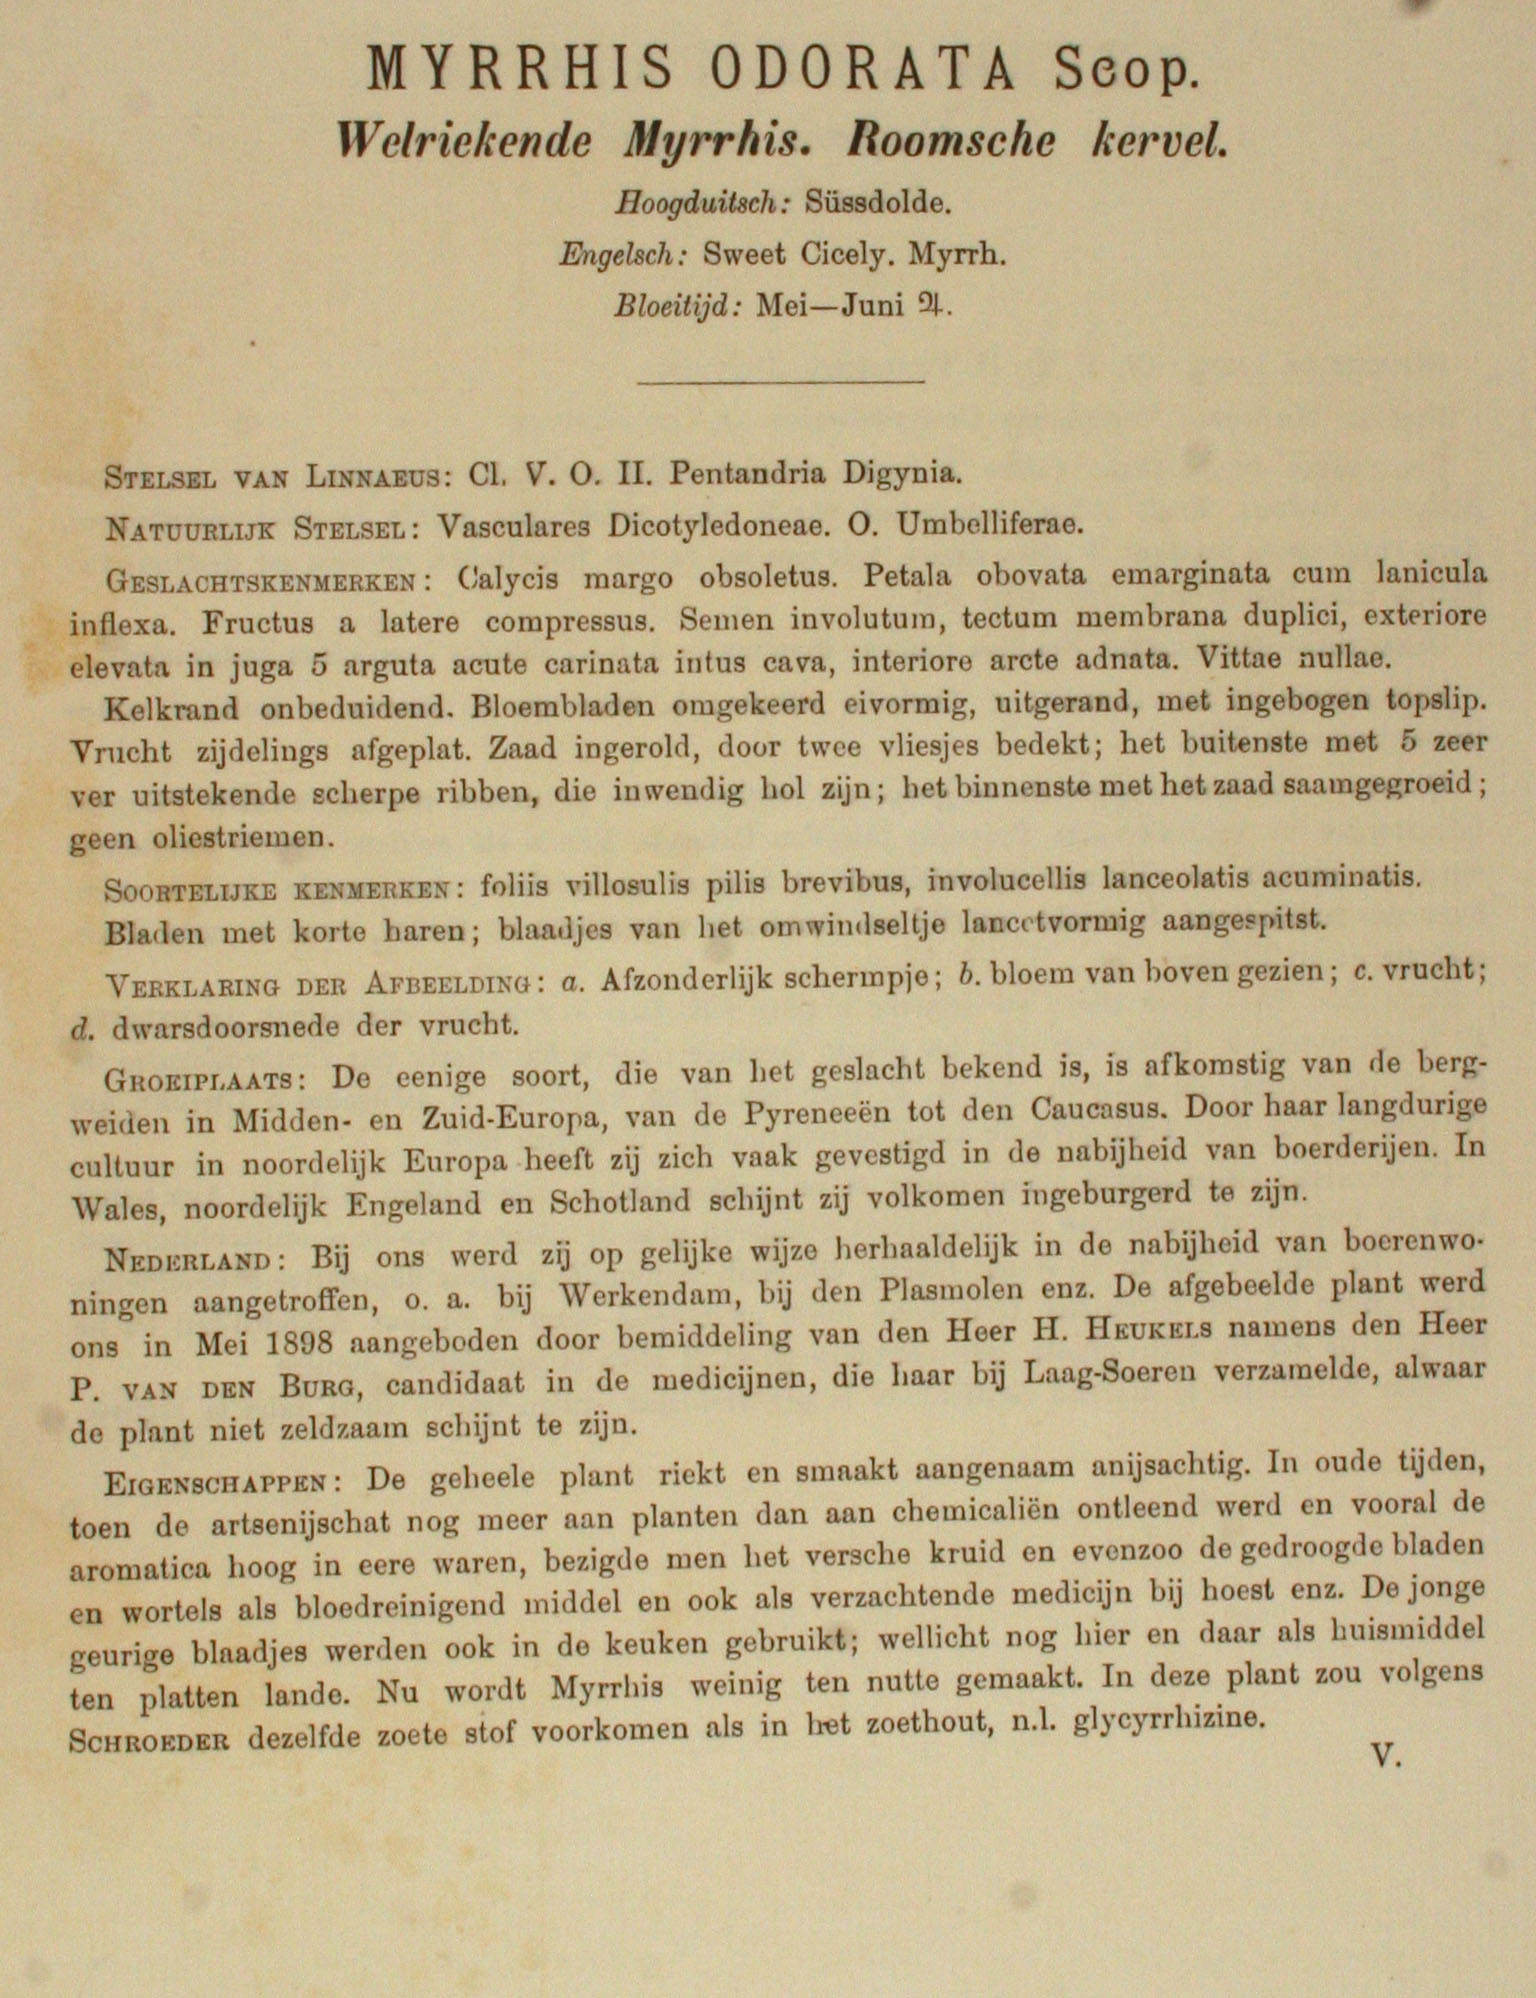 MYRRHIS ODORATA Scop.
Welriekende Myrrhis. Roomsche kervel.
Hoogduitsch: Süssdolde.
Engelsch: Sweet Cicely. Myrrh.
Bloeitijd: Mei—Juni ♃.
STELSEL VAN LINNAEUS: Cl. V. O. II. Pentandria Digynia.
NATUURLIJK STELSEL: Vasculares Dicotyledoneae. O. Umbelliferae.
GESLACHTSKENMERKEN: Calycis margo obsoletus. Petala obovata emarginata cum lanicula
inflexa. Fructus a latere compressus. Semen involutum, tectum membrana duplici, exteriore
elevata in juga 5 arguta acute carinata intus cava, interiore arcte adnata. Vittae nullae.
Kelkrand onbeduidend. Bloembladen omgekeerd eivormig, uitgerand, met ingebogen topslip.
Vrucht zijdelings afgeplat. Zaad ingerold, door twee vliesjes bedekt; het buitenste met 5 zeer
ver uitstekende scherpe ribben, die inwendig hol zijn; het binnenste met het zaad saamgegroeid;
geen oliestriemen.
SOORTELIJKE KENMERKEN: foliis villosulis pilis brevibus, involucellis lanceolatis acuminatis.
Bladen met korte haren; blaadjes van het omwindseltje lancetvormig aangespitst.
VERKLARING DER AFBEELDING: a. Afzonderlijk schermpje; b. bloem van boven gezien; c. vrucht;
d. dwarsdoorsnede der vrucht.
GROEIPLAATS: De eenige soort, die van het geslacht bekend is, is afkomstig van de berg-
weiden in Midden- en Zuid-Europa, van de Pyreneeën tot den Caucasus. Door haar langdurige
cultuur in noordelijk Europa heeft zij zich vaak gevestigd in de nabijheid van boerderijen. In
Wales, noordelijk Engeland en Schotland schijnt zij volkomen ingeburgerd te zijn.
NEDERLAND: Bij ons werd zij op gelijke wijze herhaaldelijk in de nabijheid van boerenwo-
ningen aangetroffen, o. a. bij Werkendam, bij den Plasmolen enz. De afgebeelde plant werd
ons in Mei 1898 aangeboden door bemiddeling van den Heer H. HEUKELS namens den Heer
P. VAN DEN BURG, candidaat in de medicijnen, die haar bij Laag-Soeren verzamelde, alwaar
de plant niet zeldzaam schijnt te zijn.
EIGENSCHAPPEN: De geheele plant riekt en smaakt aangenaam anijsachtig. In oude tijden,
toen de artsenijschat nog meer aan planten dan aan chemicaliën ontleend werd en vooral de
aromatica hoog in eere waren, bezigde men het versche kruid en evenzoo de gedroogde bladen
en wortels als bloedreinigend middel en ook als verzachtende medicijn bij hoest enz. De jonge
geurige blaadjes werden ook in de keuken gebruikt; wellicht nog hier en daar als huismiddel
ten platten lande. Nu wordt Myrrhis weinig ten nutte gemaakt. In deze plant zou volgens
SCHROEDER dezelfde zoete stof voorkomen als in het zoethout, n.l. glycyrrhizine.
V.